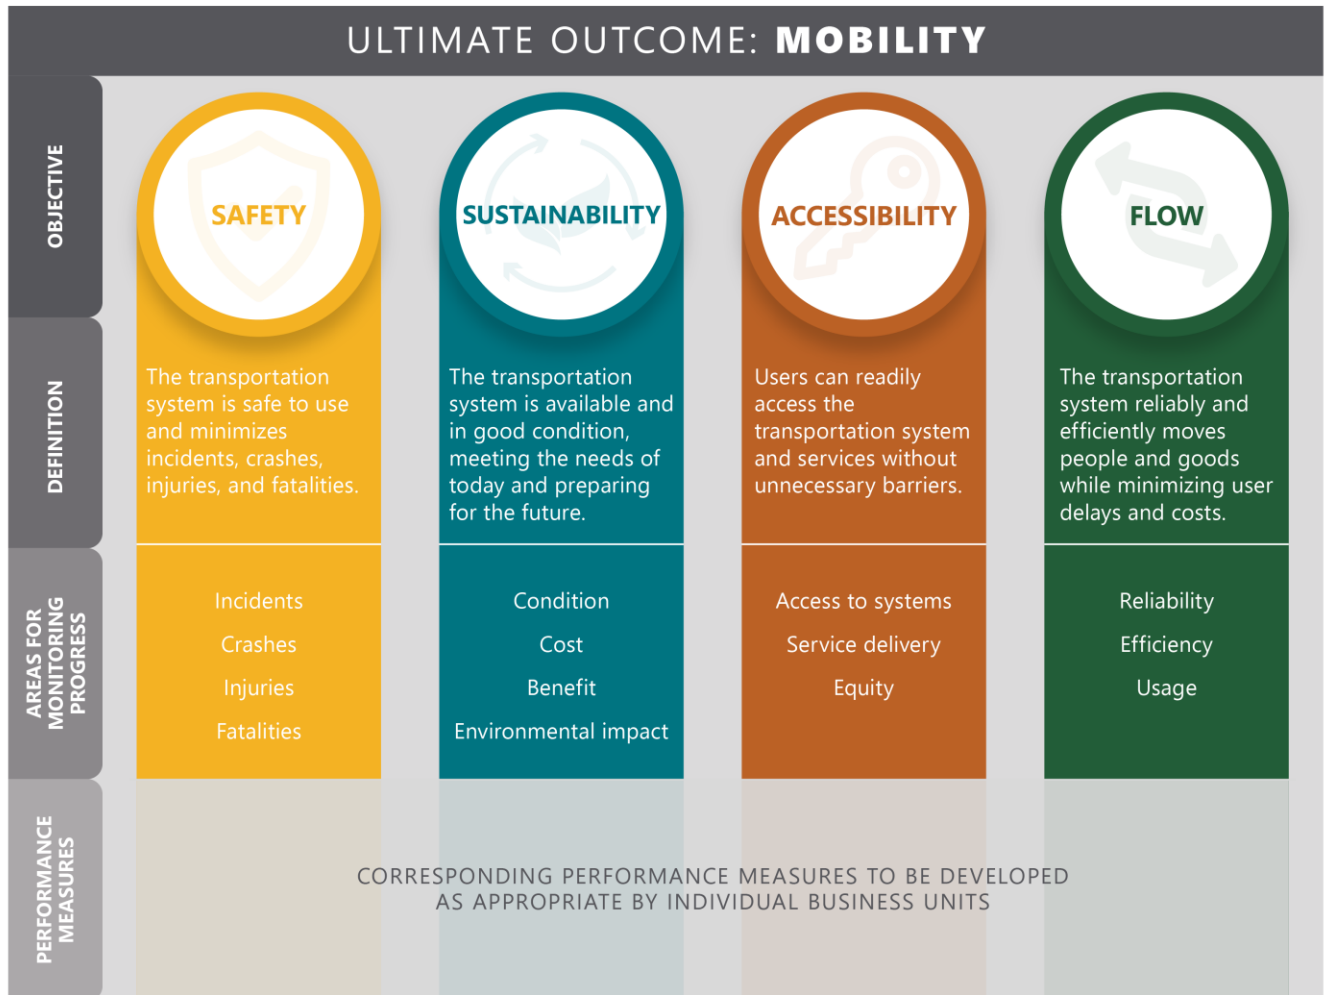 ULTIMATE OUTCOME: MOBILITY
OBJECTIVE
SAFETY
SUSTAINABILITY
ACCESSIBILITY
FLOW
DEFINITION
The transportation
system is safe to use
and minimizes
incidents, crashes,
injuries, and fatalities.
The transportation
system is available and
in good condition,
meeting the needs of
today and preparing
for the future.
Users can readily
access the
transportation system
and services without
unnecessary barriers.
The transportation
system reliably and
efficiently moves
people and goods
while minimizing user
delays and costs.
AREAS FOR
MONITORING
PROGRESS
Incidents
Crashes
Injuries
Fatalities
Condition
Cost
Benefit
Environmental impact
Access to systems
Service delivery
Equity
Reliability
Efficiency
Usage
PERFORMANCE
MEASURES
CORRESPONDING PERFORMANCE MEASURES TO BE DEVELOPED
AS APPROPRIATE BY INDIVIDUAL BUSINESS UNITS